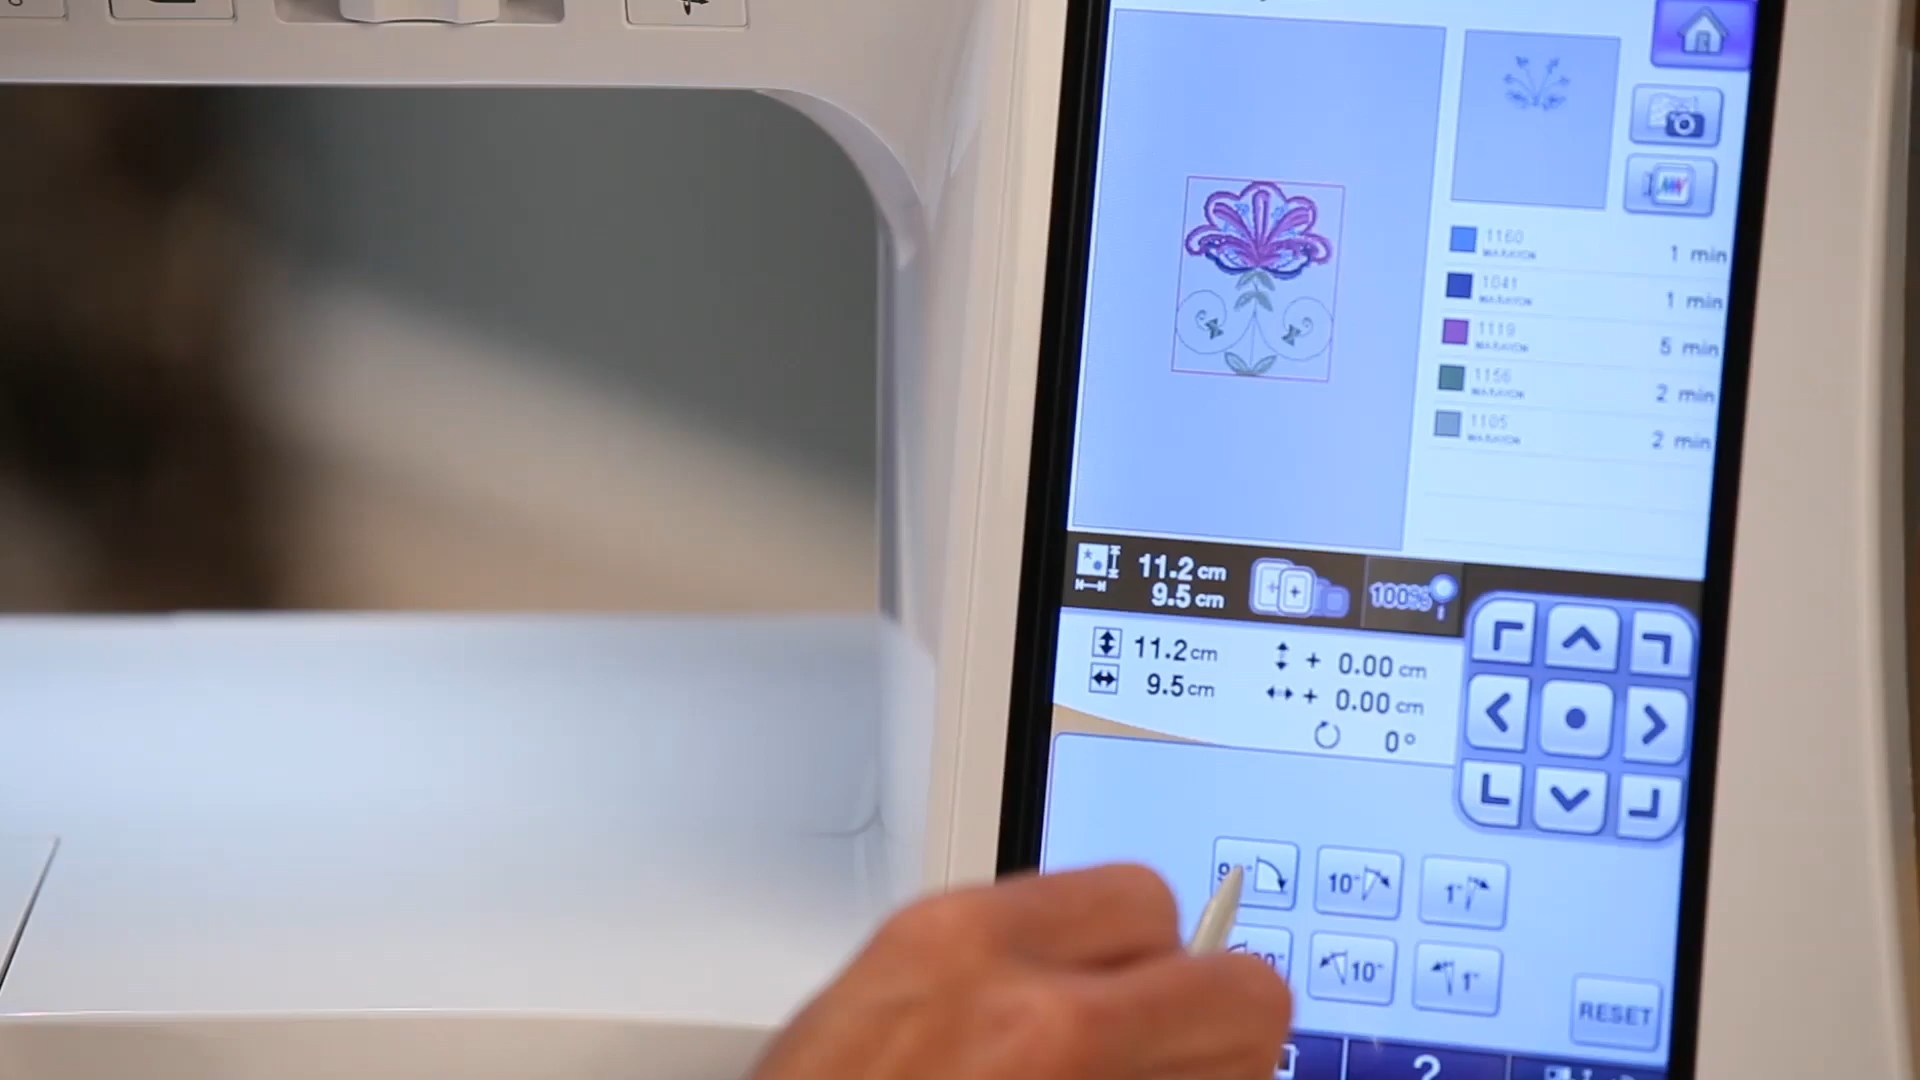 1160
1 min
1041
1 min
1119
5 min
1156
2 min
1105
2 min
11.2 cm
9.5 cm
100%
11.2 cm
9.5 cm
+ 0.00 cm
+ 0.00 cm
0°
10° 1°
10° 1°
RESET
?